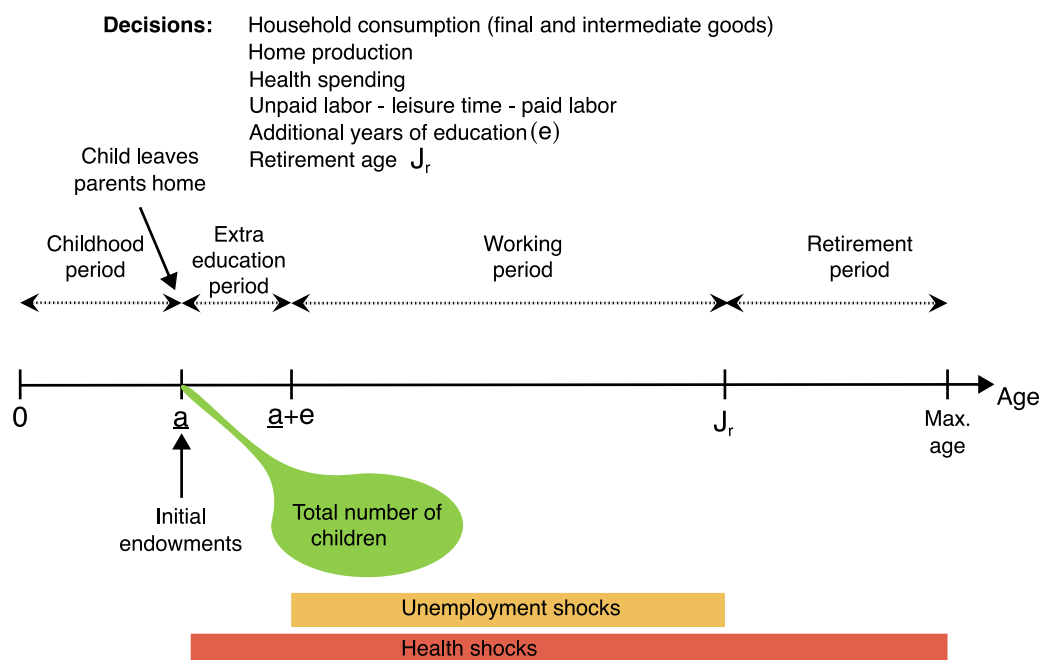 Decisions: Household consumption (final and intermediate goods)
Home production
Health spending
Unpaid labor - leisure time - paid labor
Additional years of education (e)
Retirement age Jr
Child leaves
parents home
Childhood
period
Extra
education
period
Working
period
Retirement
period
0
a
a+e
Jr
Max.
age
Age
Initial
endowments
Total number of
children
Unemployment shocks
Health shocks